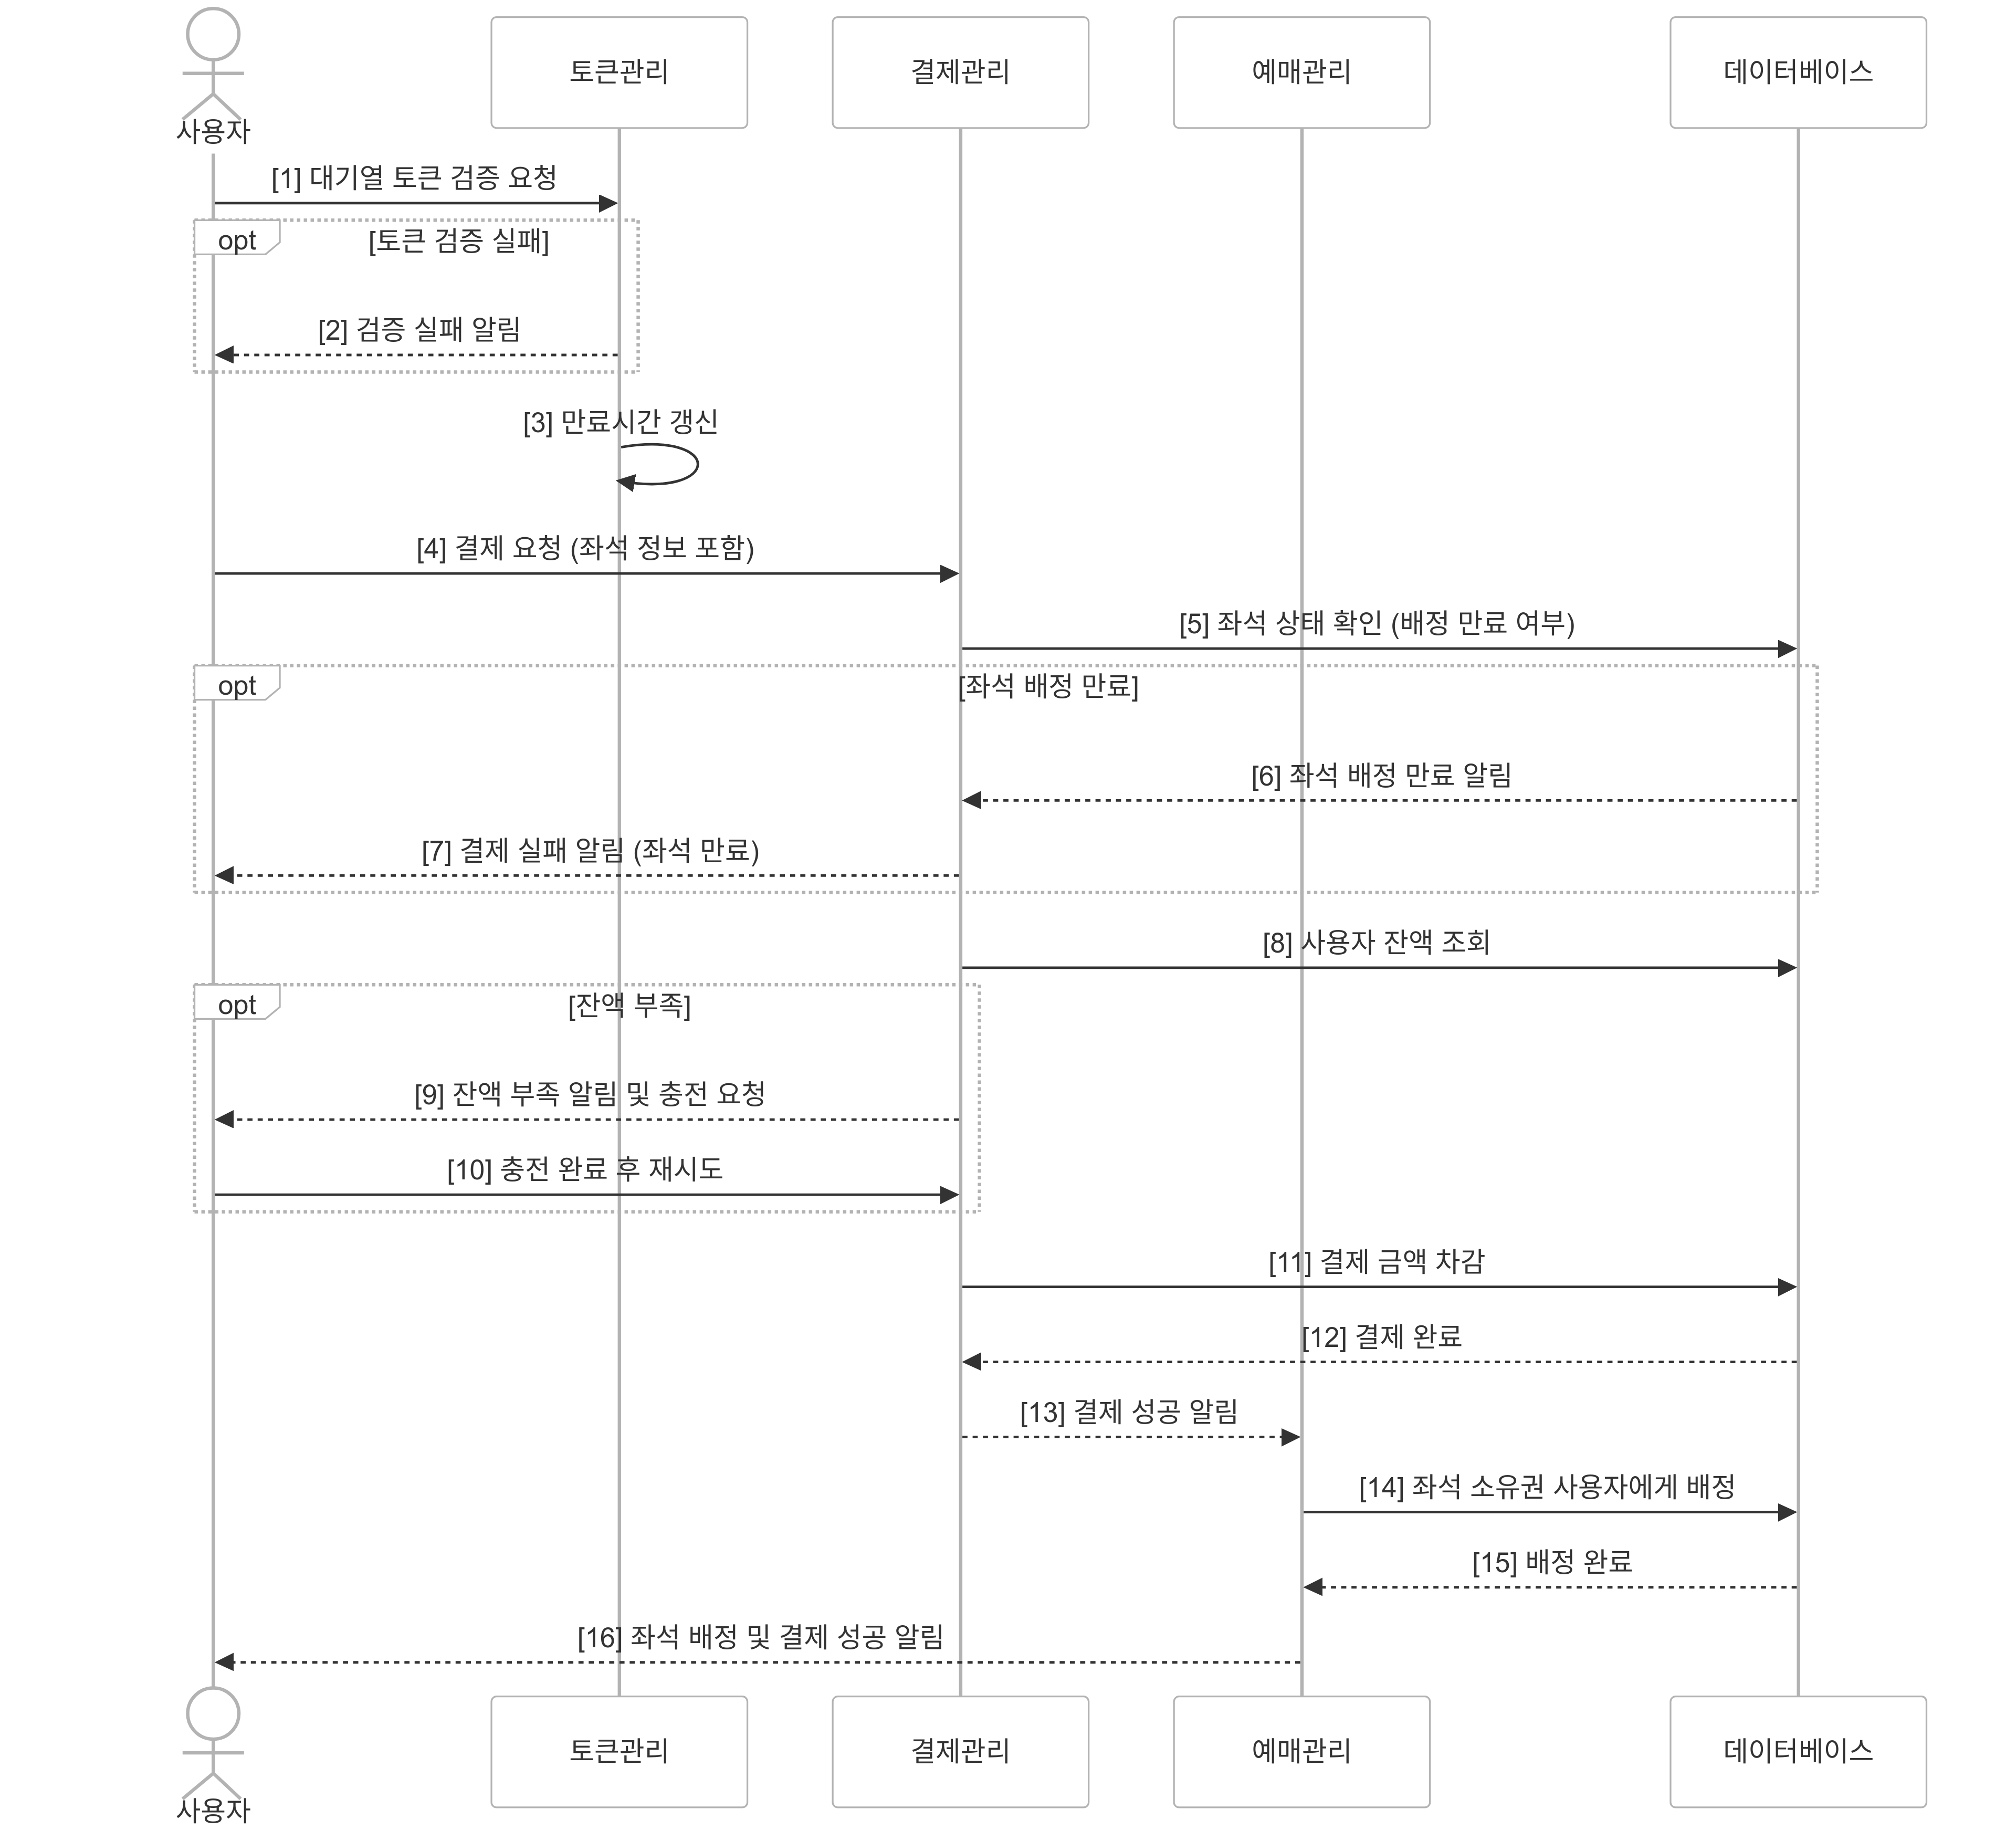 사용자
토큰관리
결제관리
예매관리
데이터베이스
[1] 대기열 토큰 검증 요청
opt
[토큰 검증 실패]
[2] 검증 실패 알림
[3] 만료시간 갱신
[4] 결제 요청 (좌석 정보 포함)
[5] 좌석 상태 확인 (배정 만료 여부)
opt
[좌석 배정 만료]
[6] 좌석 배정 만료 알림
[7] 결제 실패 알림 (좌석 만료)
[8] 사용자 잔액 조회
opt
[잔액 부족]
[9] 잔액 부족 알림 및 충전 요청
[10] 충전 완료 후 재시도
[11] 결제 금액 차감
[12] 결제 완료
[13] 결제 성공 알림
[14] 좌석 소유권 사용자에게 배정
[15] 배정 완료
[16] 좌석 배정 및 결제 성공 알림
사용자
토큰관리
결제관리
예매관리
데이터베이스